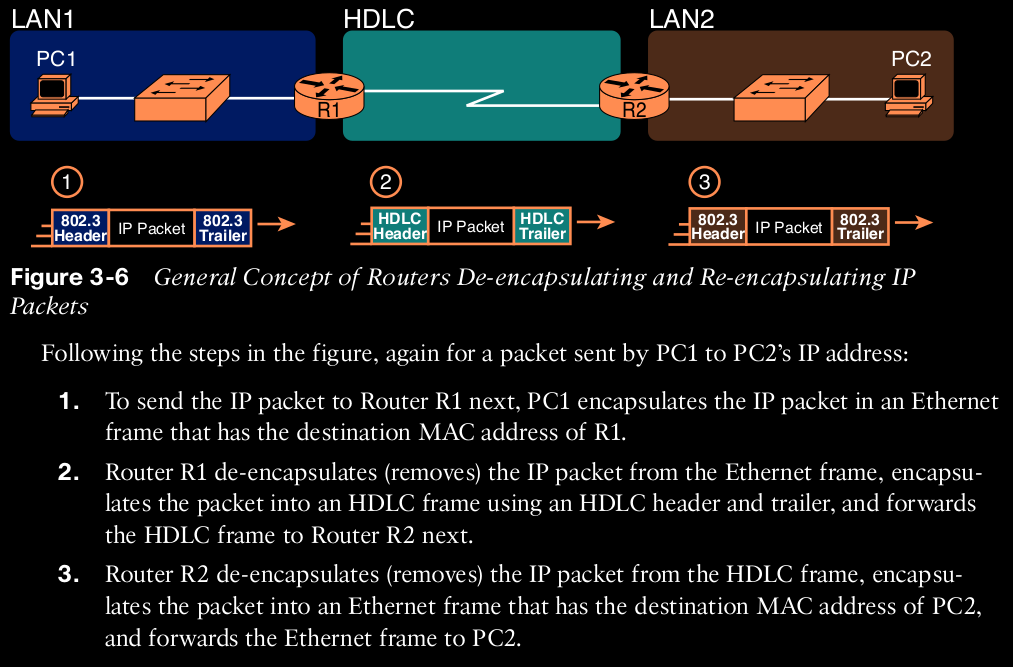 LAN1
HDLC
LAN2
PC1
PC2
R1
R2
1
2
3
802.3 Header
IP Packet
802.3 Trailer
HDLC Header
IP Packet
HDLC Trailer
802.3 Header
IP Packet
802.3 Trailer
Figure 3-6 General Concept of Routers De-encapsulating and Re-encapsulating IP
Packets
Following the steps in the figure, again for a packet sent by PC1 to PC2’s IP address:
1. To send the IP packet to Router R1 next, PC1 encapsulates the IP packet in an Ethernet
frame that has the destination MAC address of R1.
2. Router R1 de-encapsulates (removes) the IP packet from the Ethernet frame, encapsu-
lates the packet into an HDLC frame using an HDLC header and trailer, and forwards
the HDLC frame to Router R2 next.
3. Router R2 de-encapsulates (removes) the IP packet from the HDLC frame, encapsu-
lates the packet into an Ethernet frame that has the destination MAC address of PC2,
and forwards the Ethernet frame to PC2.